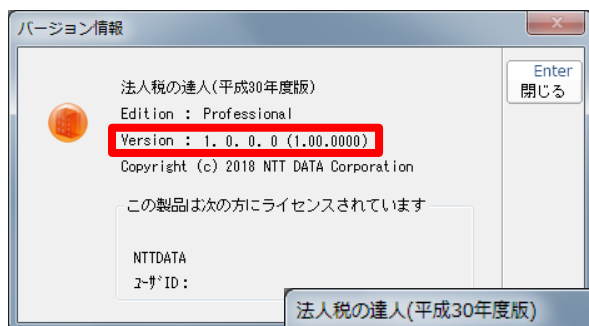 バージョン情報
法人税の達人(平成30年度版)
Edition : Professional
Version : 1. 0. 0. 0 (1.00.0000)
Copyright (c) 2018 NTT DATA Corporation
この製品は次の方にライセンスされています
NTTDATA
ﾕｰｻﾞID :
Enter
閉じる
法人税の達人(平成30年度版)